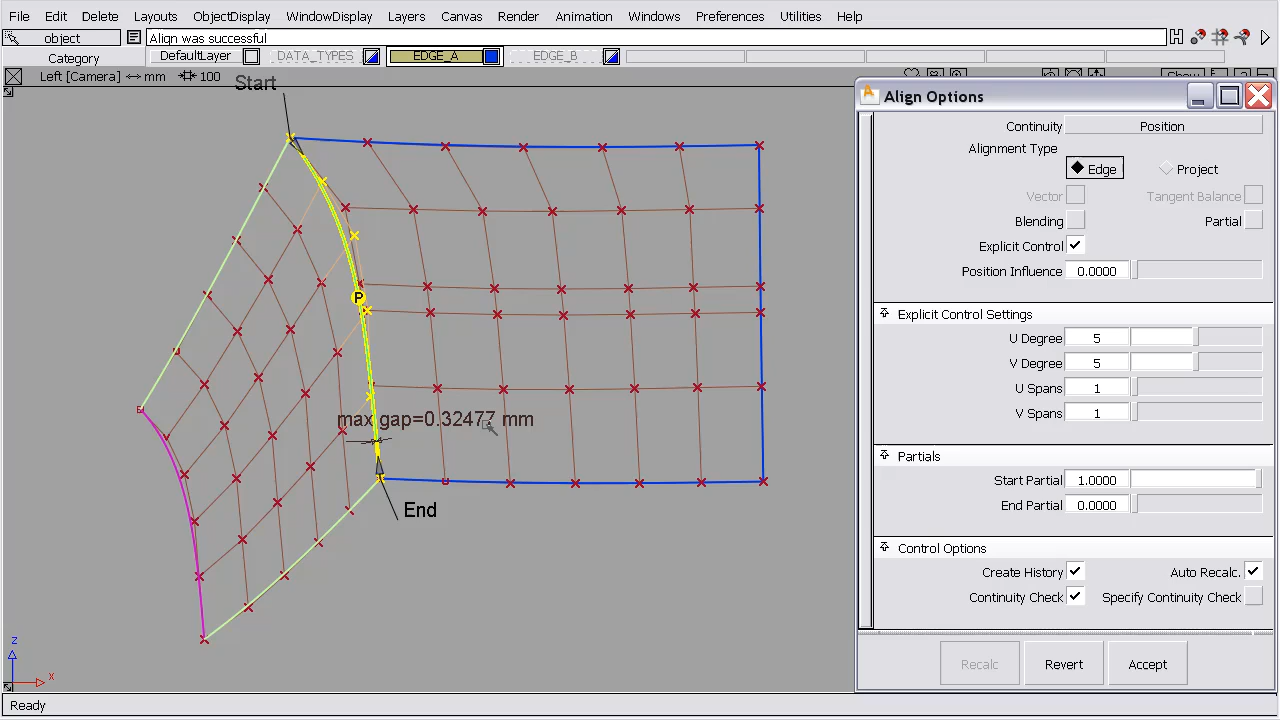 File Edit Delete Layouts ObjectDisplay WindowDisplay Layers Canvas Render Animation Windows Preferences Utilities Help
object Align was successful
Category DefaultLayer DATA_TYPES EDGE_A EDGE_B
Left [Camera] mm 100 Show
Start
P
max gap=0.32477 mm
End
z
x
Align Options
Continuity Position
Alignment Type
Edge Project
Vector Tangent Balance
Blending Partial
Explicit Control
Position Influence 0.0000
Explicit Control Settings
U Degree 5
V Degree 5
U Spans 1
V Spans 1
Partials
Start Partial 1.0000
End Partial 0.0000
Control Options
Create History Auto Recalc.
Continuity Check Specify Continuity Check
Recalc Revert Accept
Ready